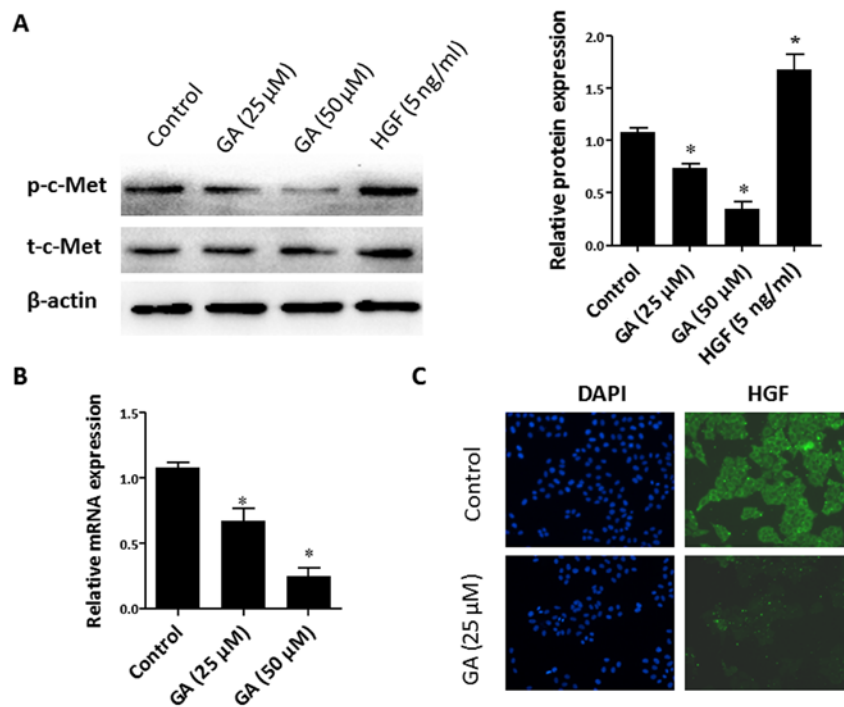 A
Control
GA (25 µM)
GA (50 µM)
HGF (5 ng/ml)
p-c-Met
t-c-Met
β-actin
Relative protein expression
2.0
1.5
1.0
0.5
0.0
*
*
*
Control
GA (25 µM)
GA (50 µM)
HGF (5 ng/ml)
B
Relative mRNA expression
1.5
1.0
0.5
0.0
*
*
Control
GA (25 µM)
GA (50 µM)
C
DAPI
HGF
Control
GA (25 µM)